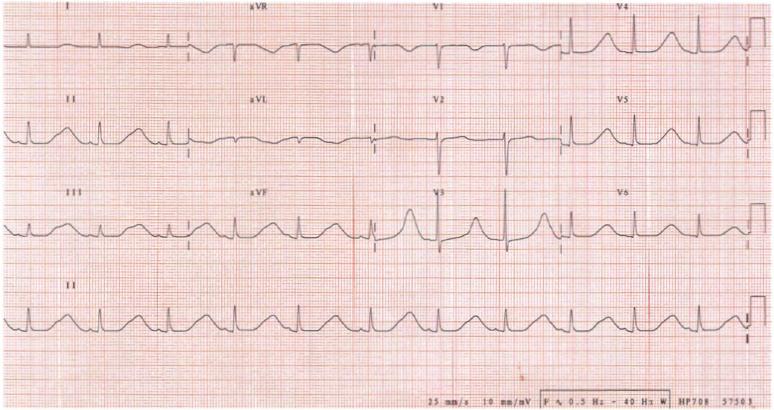 I aVR V1 V4
II aVL V2 V5
III aVF V3 V6
II
25 mm/s 10 mm/mV F ∿ 0.5 Hz - 40 Hz W HP708 57503